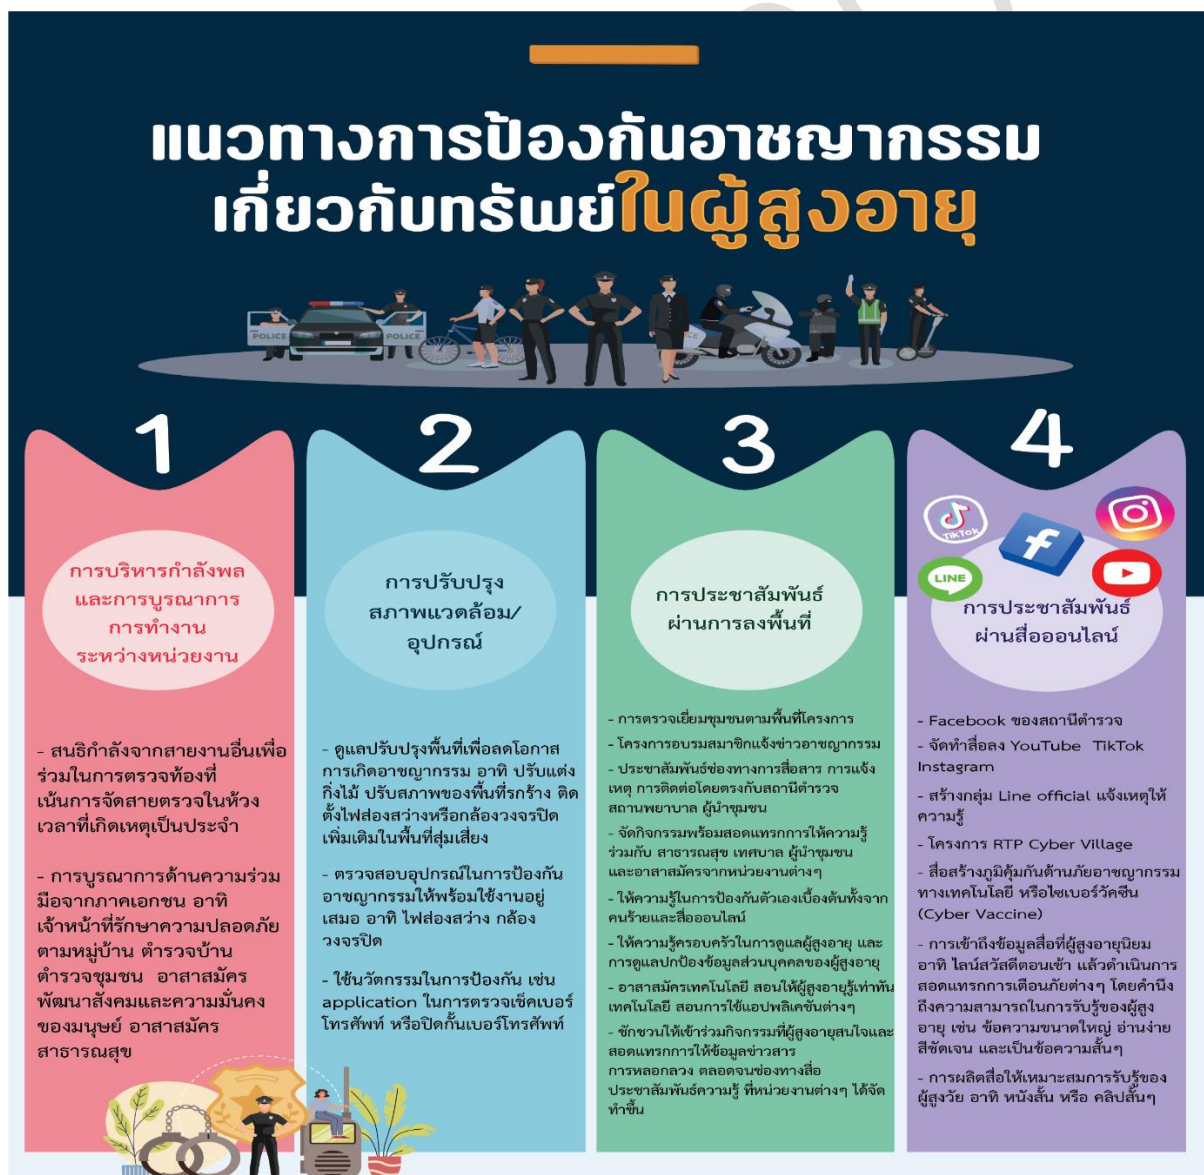 แนวทางการป้องกันอาชญากรรม
เกี่ยวกับทรัพย์ในผู้สูงอายุ
POLICE
POLICE
1
การบริหารกำลังพล
และการบูรณาการ
การทำงาน
ระหว่างหน่วยงาน
- สนธิกำลังจากสายงานอื่นเพื่อ
ร่วมในการตรวจท้องที่
เน้นการจัดสายตรวจในห้วง
เวลาที่เกิดเหตุเป็นประจำ
- การบูรณาการด้านความร่วม
มือจากภาคเอกชน อาทิ
เจ้าหน้าที่รักษาความปลอดภัย
ตามหมู่บ้าน ตำรวจบ้าน
ตำรวจชุมชน อาสาสมัคร
พัฒนาสังคมและความมั่นคง
ของมนุษย์ อาสาสมัคร
สาธารณสุข
2
การปรับปรุง
สภาพแวดล้อม/
อุปกรณ์
- ดูแลปรับปรุงพื้นที่เพื่อลดโอกาส
การเกิดอาชญากรรม อาทิ ปรับแต่ง
กิ่งไม้ ปรับสภาพของพื้นที่รกร้าง ติด
ตั้งไฟส่องสว่างหรือกล้องวงจรปิด
เพิ่มเติมในพื้นที่สุ่มเสี่ยง
- ตรวจสอบอุปกรณ์ในการป้องกัน
อาชญากรรมให้พร้อมใช้งานอยู่
เสมอ อาทิ ไฟส่องสว่าง กล้อง
วงจรปิด
- ใช้นวัตกรรมในการป้องกัน เช่น
application ในการตรวจเช็คเบอร์
โทรศัพท์ หรือปิดกั้นเบอร์โทรศัพท์
3
การประชาสัมพันธ์
ผ่านการลงพื้นที่
- การตรวจเยี่ยมชุมชนตามพื้นที่โครงการ
- โครงการอบรมสมาชิกแจ้งข่าวอาชญากรรม
- ประชาสัมพันธ์ช่องทางการสื่อสาร การแจ้ง
เหตุ การติดต่อโดยตรงกับสถานีตำรวจ
สถานพยาบาล ผู้นำชุมชน
- จัดกิจกรรมพร้อมสอดแทรกการให้ความรู้
ร่วมกับ สาธารณสุข เทศบาล ผู้นำชุมชน
และอาสาสมัครจากหน่วยงานต่างๆ
- ให้ความรู้ในการป้องกันตัวเองเบื้องต้นทั้งจาก
คนร้ายและสื่อออนไลน์
- ให้ความรู้ครอบครัวในการดูแลผู้สูงอายุ และ
การดูแลปกป้องข้อมูลส่วนบุคคลของผู้สูงอายุ
- อาสาสมัครเทคโนโลยี สอนให้ผู้สูงอายุรู้เท่าทัน
เทคโนโลยี สอนการใช้แอปพลิเคชันต่างๆ
- ชักชวนให้เข้าร่วมกิจกรรมที่ผู้สูงอายุสนใจและ
สอดแทรกการให้ข้อมูลข่าวสาร
การหลอกลวง ตลอดจนช่องทางสื่อ
ประชาสัมพันธ์ความรู้ ที่หน่วยงานต่างๆ ได้จัด
ทำขึ้น
4
TikTok
LINE
การประชาสัมพันธ์
ผ่านสื่อออนไลน์
- Facebook ของสถานีตำรวจ
- จัดทำสื่อลง YouTube TikTok
Instagram
- สร้างกลุ่ม Line official แจ้งเหตุให้
ความรู้
- โครงการ RTP Cyber Village
- สื่อสร้างภูมิคุ้มกันด้านภัยอาชญากรรม
ทางเทคโนโลยี หรือไซเบอร์วัคซีน
(Cyber Vaccine)
- การเข้าถึงข้อมูลสื่อที่ผู้สูงอายุนิยม
อาทิ ไลน์สวัสดีตอนเช้า แล้วดำเนินการ
สอดแทรกการเตือนภัยต่างๆ โดยคำนึง
ถึงความสามารถในการรับรู้ของผู้สูง
อายุ เช่น ข้อความขนาดใหญ่ อ่านง่าย
สีชัดเจน และเป็นข้อความสั้นๆ
- การผลิตสื่อให้เหมาะสมการรับรู้ของ
ผู้สูงวัย อาทิ หนังสั้น หรือ คลิปสั้นๆ